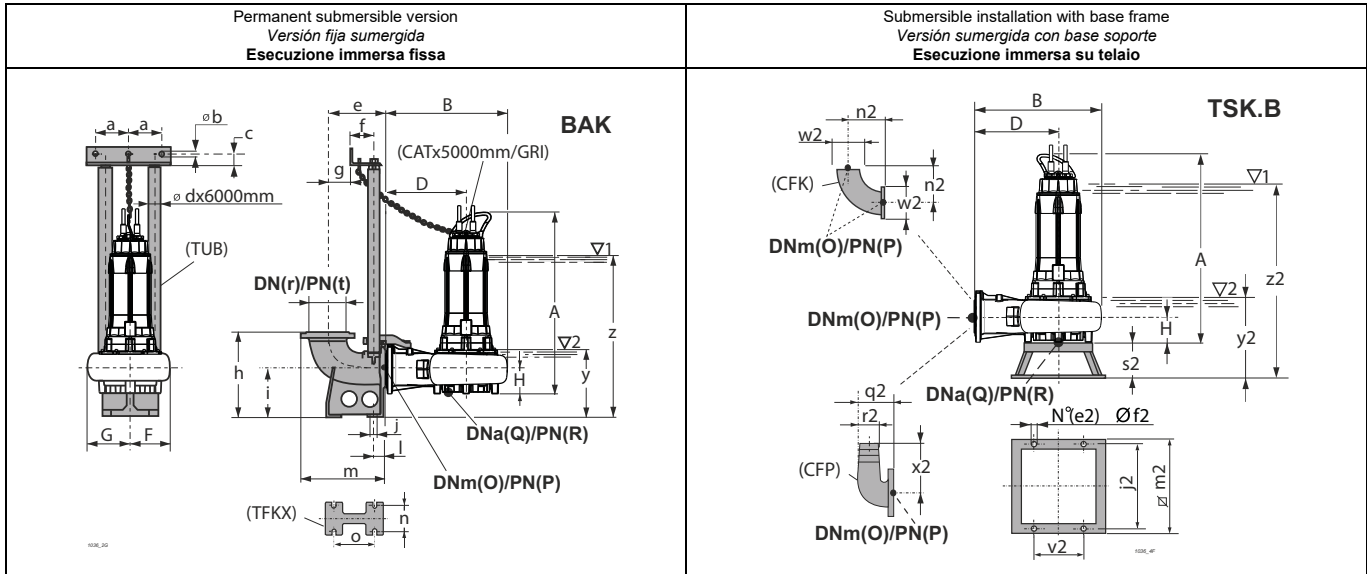 Permanent submersible version
Versión fija sumergida
Esecuzione immersa fissa
Submersible installation with base frame
Versión sumergida con base soporte
Esecuzione immersa su telaio
BAK
a
a
øb
c
ø dx6000mm
(TUB)
G
F
e
B
f
g
(CATx5000mm/GRI)
D
DN(r)/PN(t)
▽1
A
z
▽2
h
i
H
y
j
l
DNa(Q)/PN(R)
m
DNm(O)/PN(P)
(TFKX)
n
o
1036_3G
TSK.B
B
D
n2
w2
(CFK)
n2
w2
DNm(O)/PN(P)
▽1
A
z2
▽2
DNm(O)/PN(P)
H
y2
s2
DNa(Q)/PN(R)
q2
r2
(CFP)
x2
DNm(O)/PN(P)
N°(e2) Øf2
j2
ø m2
v2
1036_4F